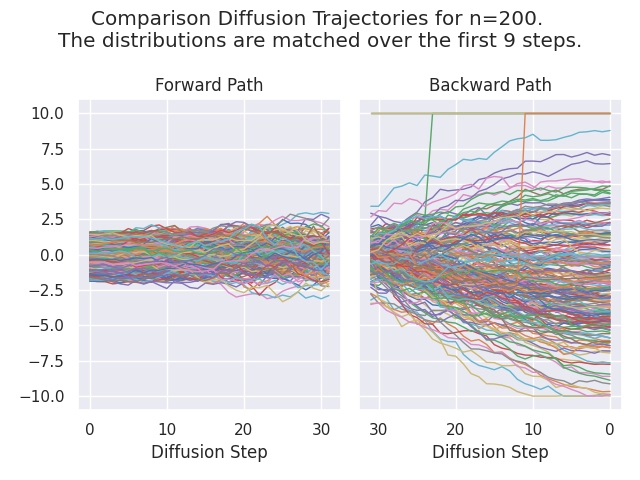 Comparison Diffusion Trajectories for n=200.
The distributions are matched over the first 9 steps.
Forward Path
Backward Path
10.0
7.5
5.0
2.5
0.0
−2.5
−5.0
−7.5
−10.0
0 10 20 30
30 20 10 0
Diffusion Step
Diffusion Step